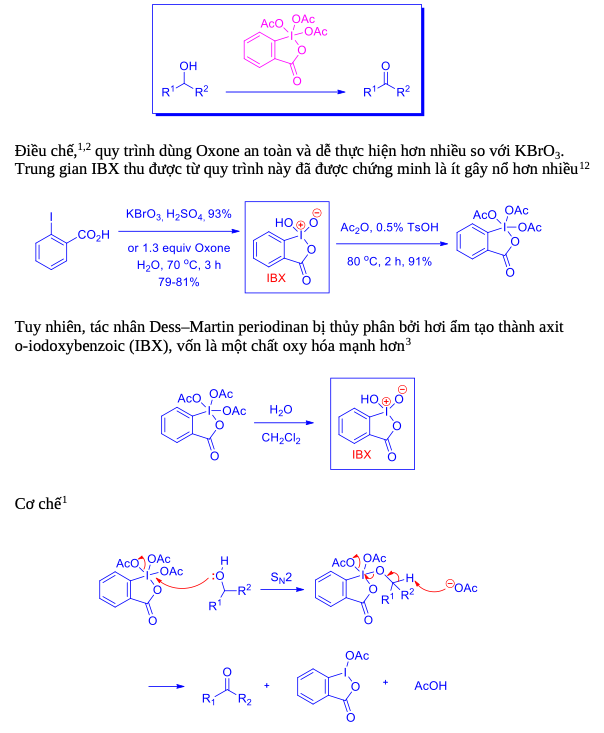 OH
R¹ R²
AcO OAc
I OAc
O
O
O
R¹ R²
Điều chế,¹,² quy trình dùng Oxone an toàn và dễ thực hiện hơn nhiều so với KBrO₃.
Trung gian IBX thu được từ quy trình này đã được chứng minh là ít gây nổ hơn nhiều¹²
I
CO₂H
KBrO₃, H₂SO₄, 93%
or 1.3 equiv Oxone
H₂O, 70 ºC, 3 h
79-81%
HO O
I
O
O
IBX
Ac₂O, 0.5% TsOH
80 ºC, 2 h, 91%
AcO OAc
I OAc
O
O
Tuy nhiên, tác nhân Dess–Martin periodinan bị thủy phân bởi hơi ẩm tạo thành axit
o-iodoxybenzoic (IBX), vốn là một chất oxy hóa mạnh hơn³
AcO OAc
I OAc
O
O
H₂O
CH₂Cl₂
HO O
I
O
O
IBX
Cơ chế¹
AcO OAc
I OAc
O
O
H
:O
R¹ R²
S_N2
AcO OAc
I O H
O R¹ R²
O
OAc
O
R₁ R₂
+
OAc
I
O
O
+
AcOH